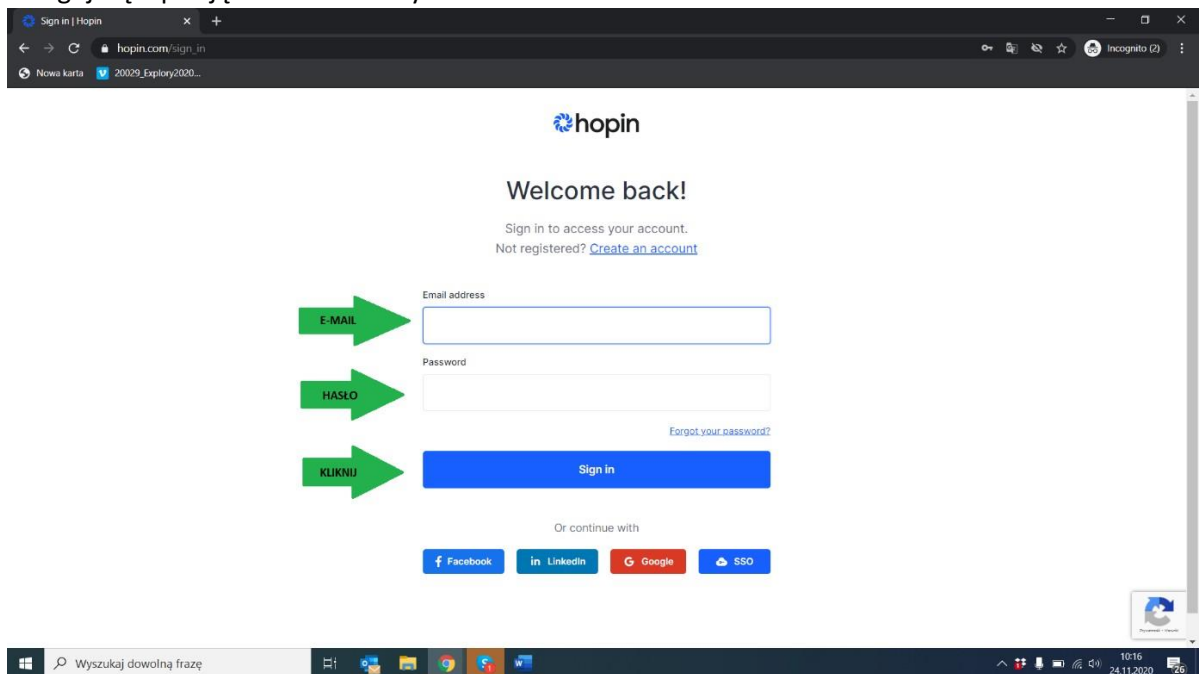 Sign in | Hopin
hopin.com/sign_in
Incognito (2)
Nowa karta
20029_Explory2020...
hopin
Welcome back!
Sign in to access your account.
Not registered? Create an account
Email address
E-MAIL
Password
HASŁO
Forgot your password?
KLIKNIJ
Sign in
Or continue with
Facebook
in LinkedIn
G Google
SSO
Wyszukaj dowolną frazę
10:16
24.11.2020
26